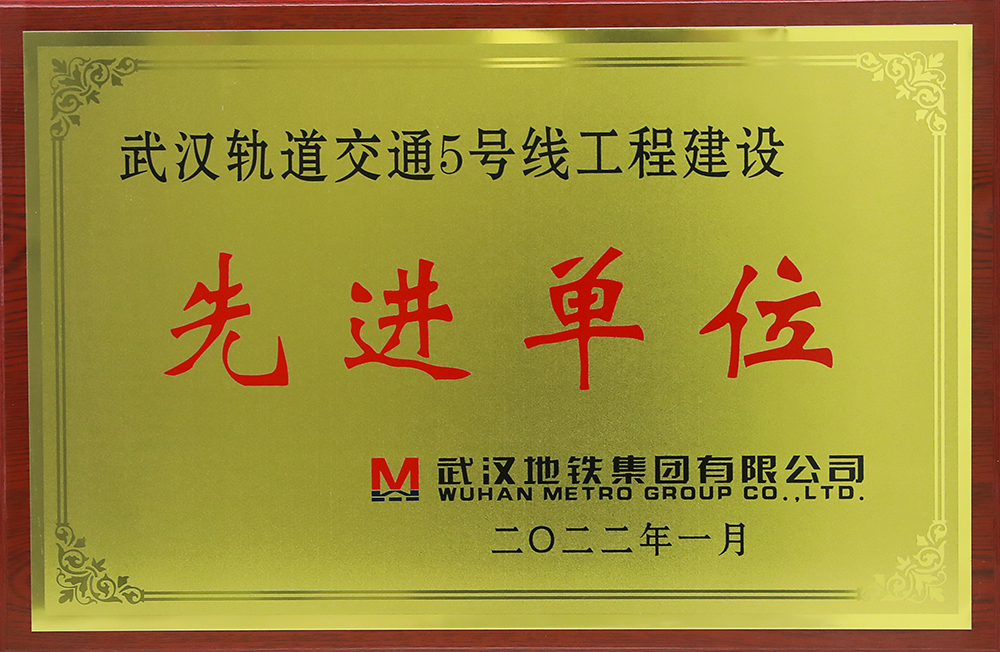 武汉轨道交通5号线工程建设
先进单位
武汉地铁集团有限公司
WUHAN METRO GROUP CO.,LTD.
二〇二二年一月